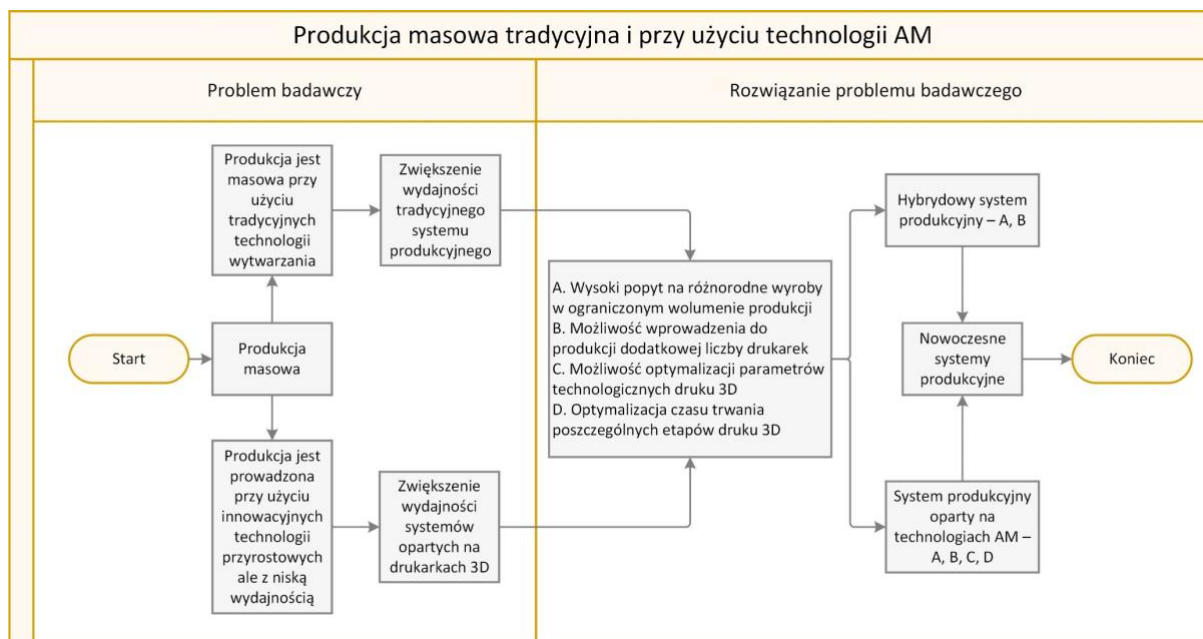 Produkcja masowa tradycyjna i przy użyciu technologii AM
Problem badawczy
Rozwiązanie problemu badawczego
Start
Produkcja
masowa
Produkcja jest
masowa przy
użyciu
tradycyjnych
technologii
wytwarzania
Zwiększenie
wydajności
tradycyjnego
systemu
produkcyjnego
Produkcja jest
prowadzona
przy użyciu
innowacyjnych
technologii
przyrostowych
ale z niską
wydajnością
Zwiększenie
wydajności
systemów
opartych na
drukarkach 3D
A. Wysoki popyt na różnorodne wyroby
w ograniczonym wolumenie produkcji
B. Możliwość wprowadzenia do
produkcji dodatkowej liczby drukarek
C. Możliwość optymalizacji parametrów
technologicznych druku 3D
D. Optymalizacja czasu trwania
poszczególnych etapów druku 3D
Hybrydowy system
produkcyjny – A, B
Nowoczesne
systemy
produkcyjne
System produkcyjny
oparty na
technologiach AM –
A, B, C, D
Koniec